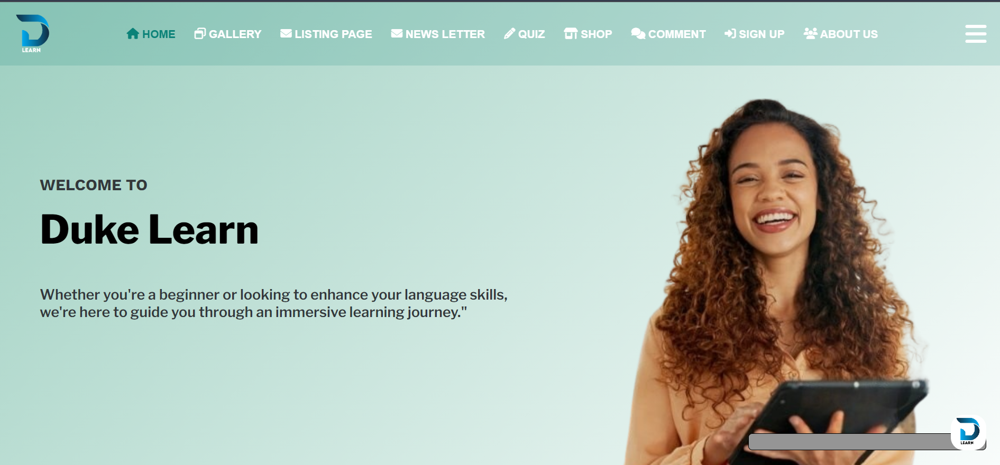 LEARN
HOME GALLERY LISTING PAGE NEWS LETTER QUIZ SHOP COMMENT SIGN UP ABOUT US
WELCOME TO
Duke Learn
Whether you're a beginner or looking to enhance your language skills,
we're here to guide you through an immersive learning journey."
LEARN